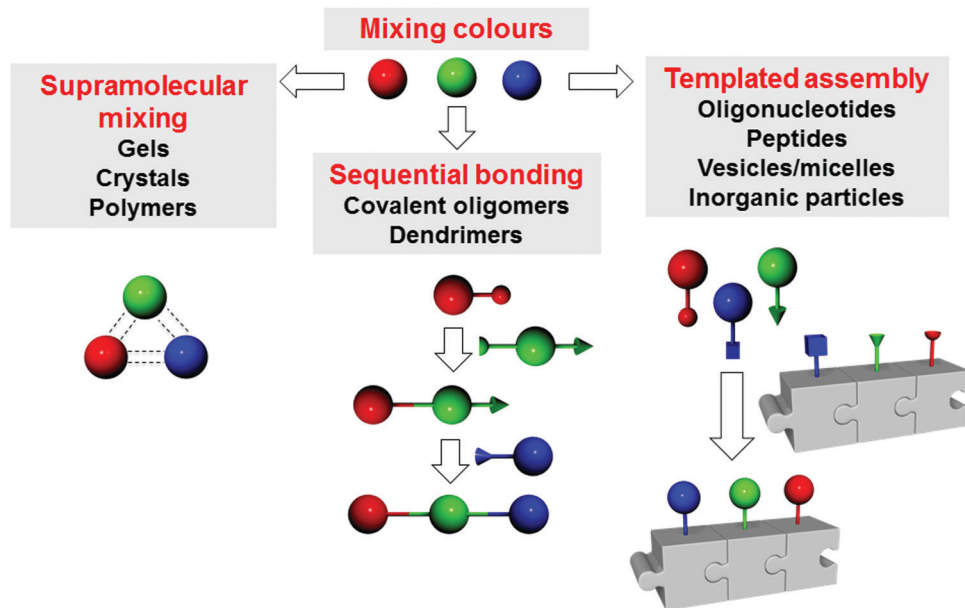 Mixing colours
Supramolecular
mixing
Gels
Crystals
Polymers
Sequential bonding
Covalent oligomers
Dendrimers
Templated assembly
Oligonucleotides
Peptides
Vesicles/micelles
Inorganic particles